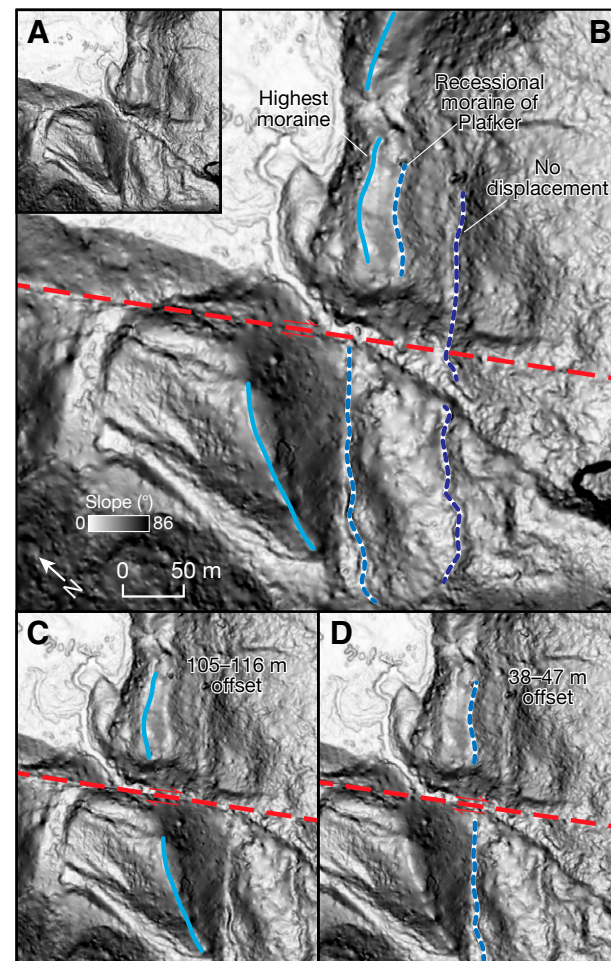 A
B
Highest
moraine
Recessional
moraine of
Plafker
No
displacement
Slope (°)
0
86
N
0
50 m
C
105–116 m
offset
D
38–47 m
offset